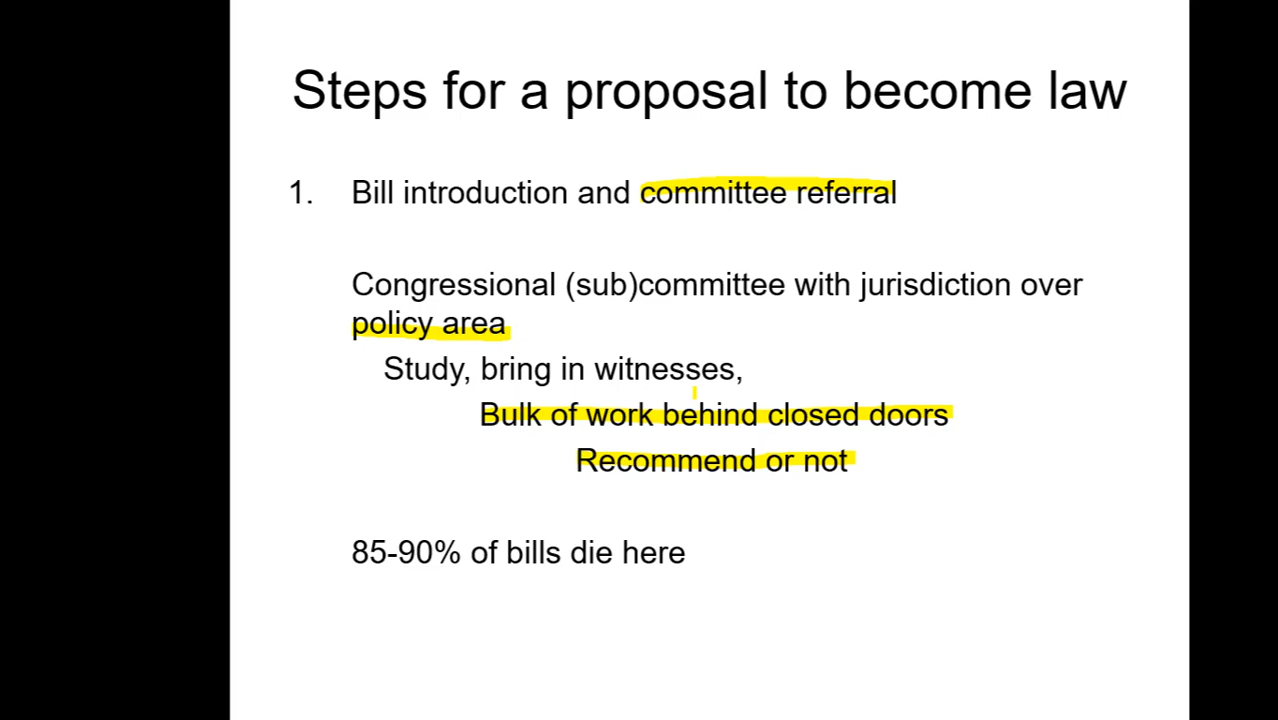 Steps for a proposal to become law
1. Bill introduction and committee referral
Congressional (sub)committee with jurisdiction over
policy area
Study, bring in witnesses,
Bulk of work behind closed doors
Recommend or not
85-90% of bills die here